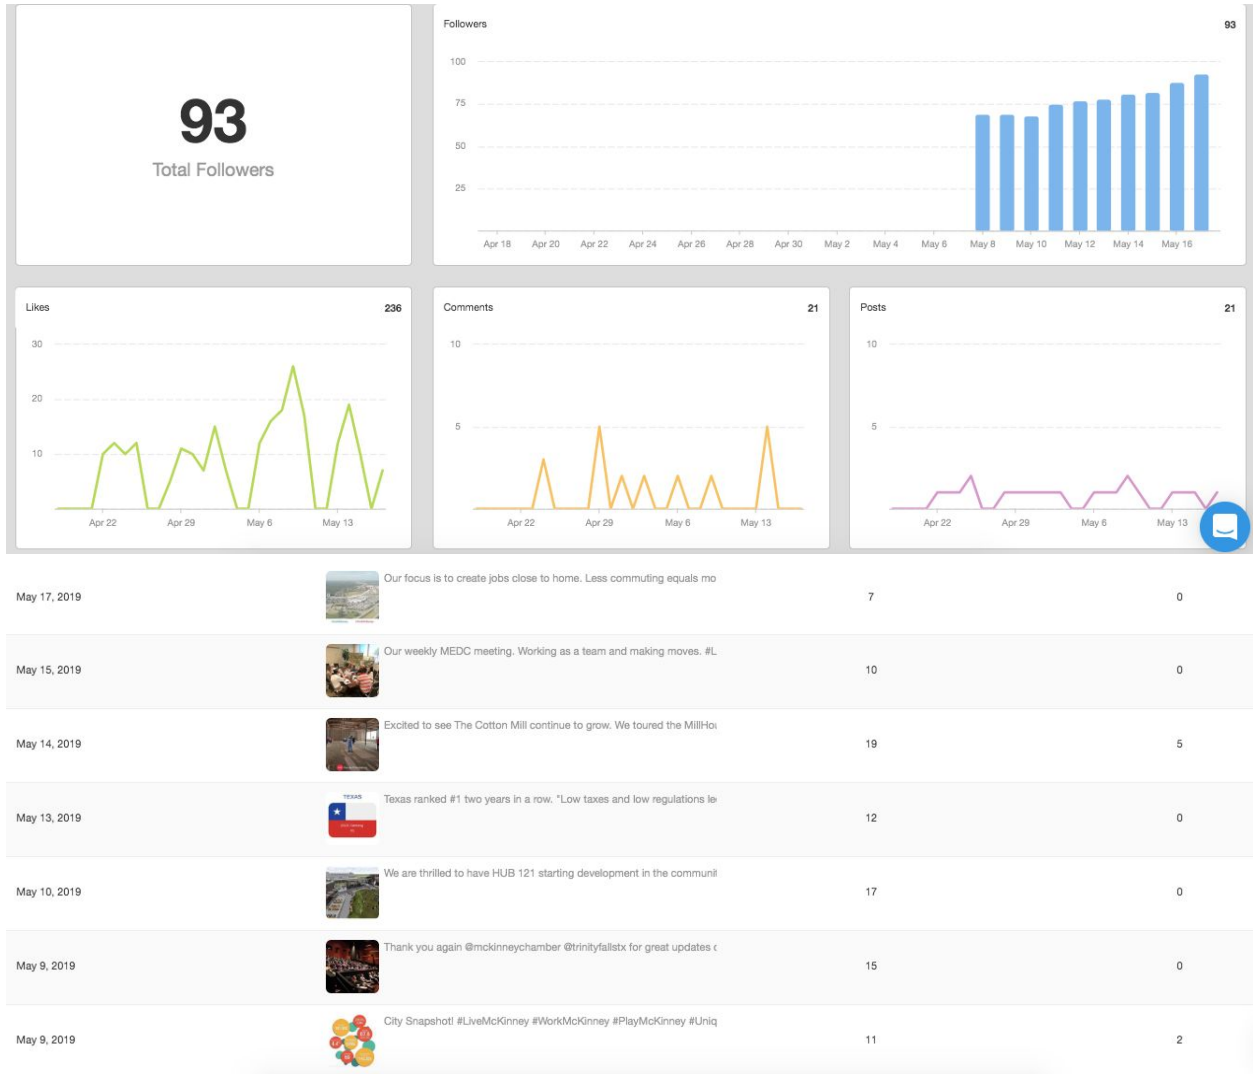 93
Total Followers
Followers
93
100
75
50
25
Apr 18 Apr 20 Apr 22 Apr 24 Apr 26 Apr 28 Apr 30 May 2 May 4 May 6 May 8 May 10 May 12 May 14 May 16
Likes
236
30
20
10
Apr 22 Apr 29 May 6 May 13
Comments
21
10
5
Apr 22 Apr 29 May 6 May 13
Posts
21
10
5
Apr 22 Apr 29 May 6 May 13
May 17, 2019 Our focus is to create jobs close to home. Less commuting equals mo 7 0
May 15, 2019 Our weekly MEDC meeting. Working as a team and making moves. #L 10 0
May 14, 2019 Excited to see The Cotton Mill continue to grow. We toured the MillHou 19 5
TEXAS
May 13, 2019 Texas ranked #1 two years in a row. "Low taxes and low regulations le 12 0
May 10, 2019 We are thrilled to have HUB 121 starting development in the communit 17 0
May 9, 2019 Thank you again @mckinneychamber @trinityfallstx for great updates c 15 0
May 9, 2019 City Snapshot! #LiveMcKinney #WorkMcKinney #PlayMcKinney #Uniq 11 2